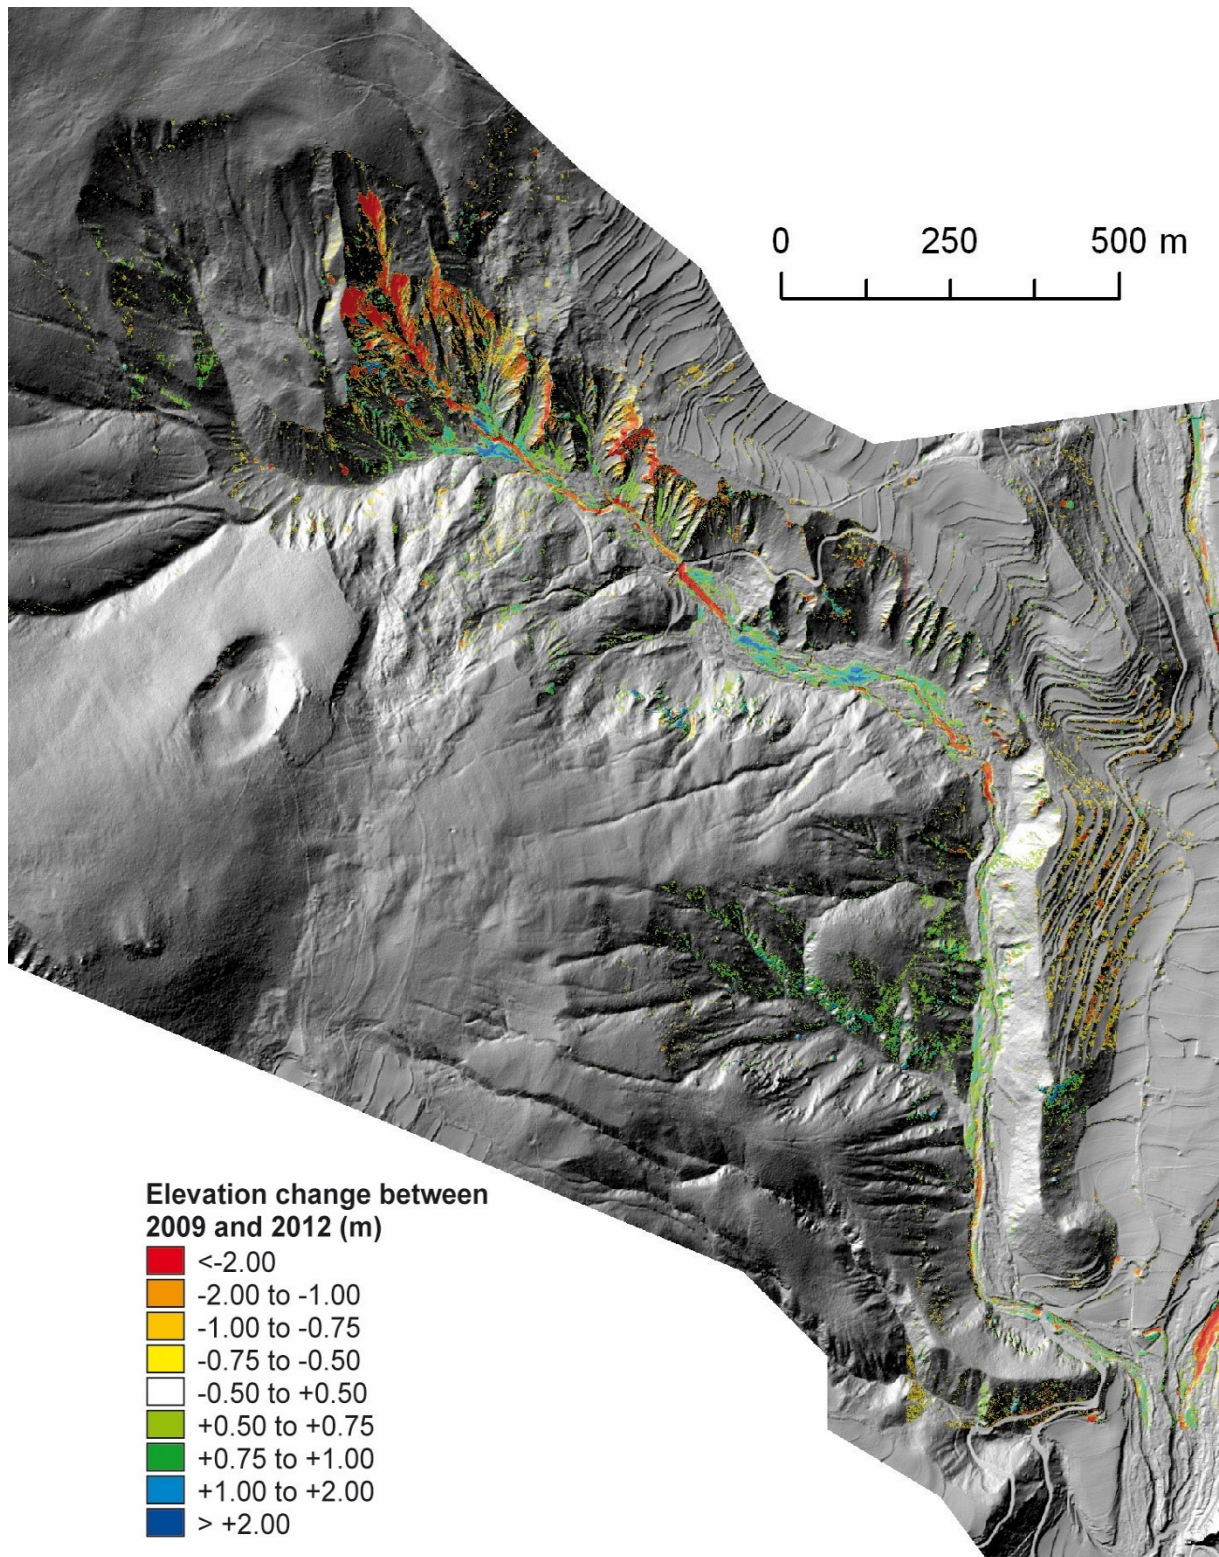 0 250 500 m
Elevation change between
2009 and 2012 (m)
<-2.00
-2.00 to -1.00
-1.00 to -0.75
-0.75 to -0.50
-0.50 to +0.50
+0.50 to +0.75
+0.75 to +1.00
+1.00 to +2.00
> +2.00